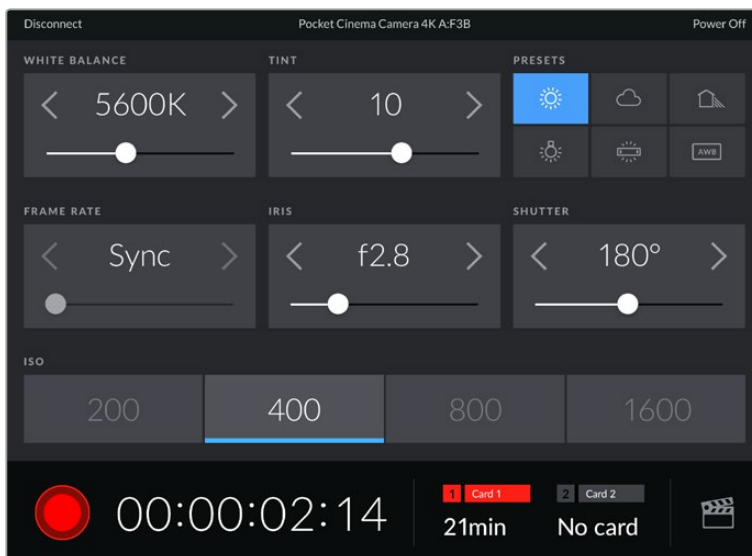 Disconnect Pocket Cinema Camera 4K A:F3B Power Off
WHITE BALANCE TINT PRESETS
5600K 10
AWB
FRAME RATE IRIS SHUTTER
Sync f2.8 180°
ISO
200 400 800 1600
00:00:02:14
1 Card 1 2 Card 2
21min No card